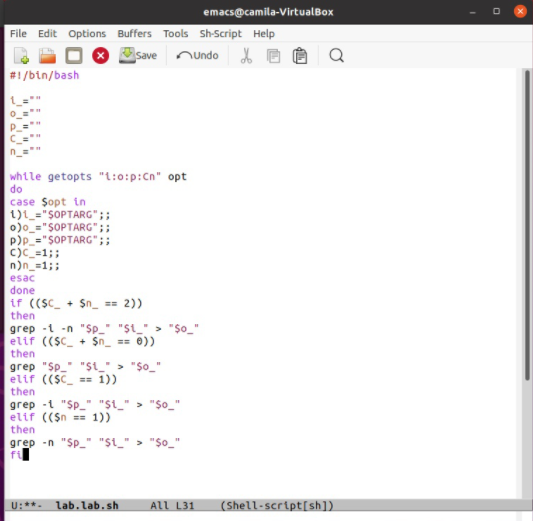 emacs@camila-VirtualBox
File Edit Options Buffers Tools Sh-Script Help
Save Undo
#!/bin/bash
i_=""
o_=""
p_=""
C_=""
n_=""
while getopts "i:o:p:Cn" opt
do
case $opt in
i)i_="$OPTARG";;
o)o_="$OPTARG";;
p)p_="$OPTARG";;
C)C_=1;;
n)n_=1;;
esac
done
if (($C_ + $n_ == 2))
then
grep -i -n "$p_" "$i_" > "$o_"
elif (($C_ + $n_ == 0))
then
grep "$p_" "$i_" > "$o_"
elif (($C_ == 1))
then
grep -i "$p_" "$i_" > "$o_"
elif (($n == 1))
then
grep -n "$p_" "$i_" > "$o_"
fi
U:**- lab.lab.sh All L31 (Shell-script[sh])